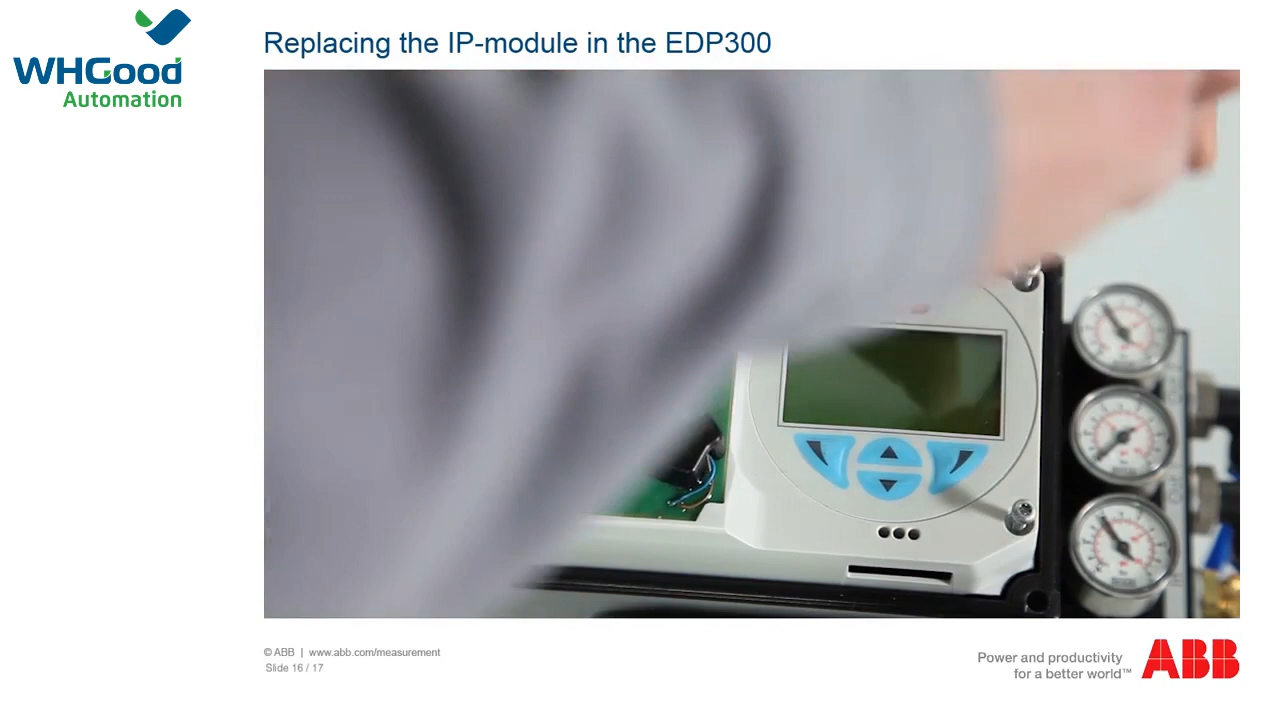 WHGood
Automation
Replacing the IP-module in the EDP300
© ABB | www.abb.com/measurement
Slide 16 / 17
Power and productivity
for a better world™
ABB